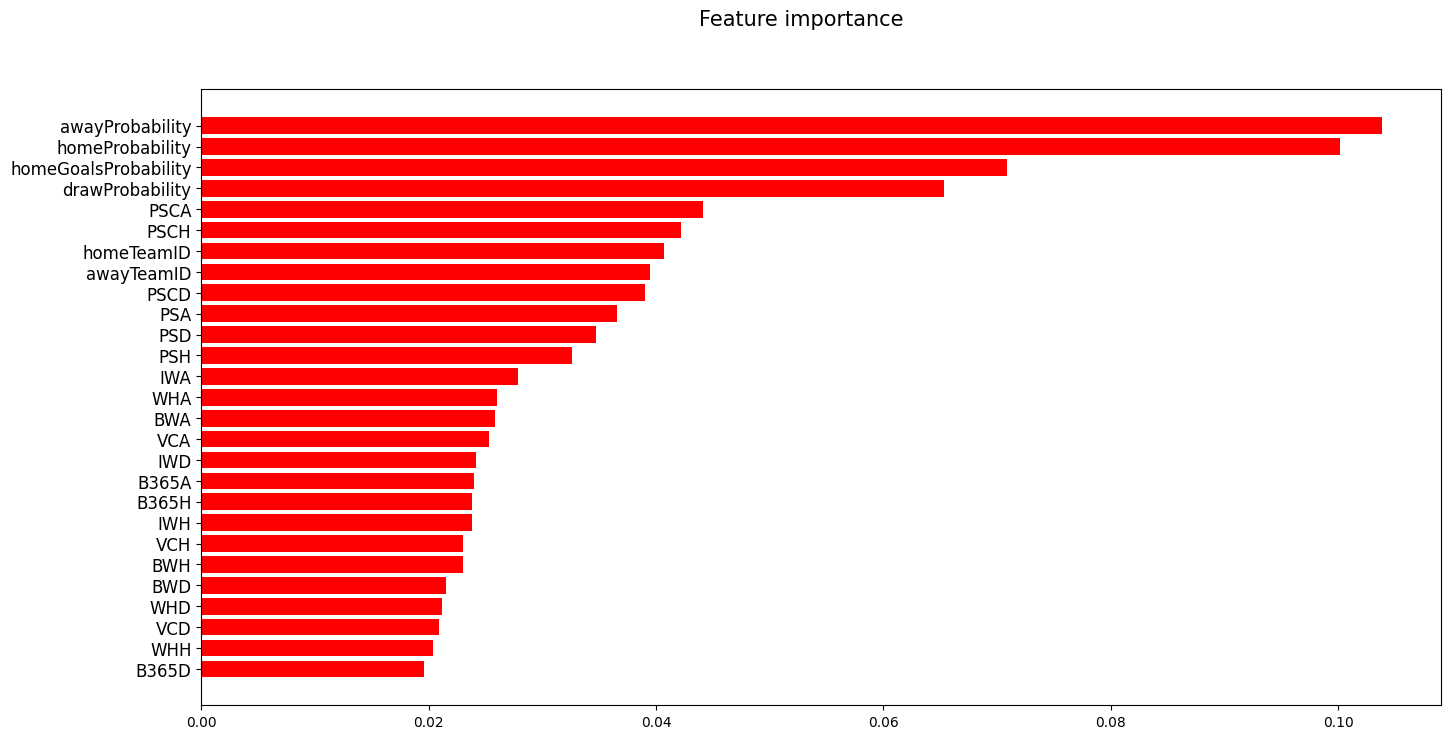 Feature importance
awayProbability
homeProbability
homeGoalsProbability
drawProbability
PSCA
PSCH
homeTeamID
awayTeamID
PSCD
PSA
PSD
PSH
IWA
WHA
BWA
VCA
IWD
B365A
B365H
IWH
VCH
BWH
BWD
WHD
VCD
WHH
B365D
0.00 0.02 0.04 0.06 0.08 0.10